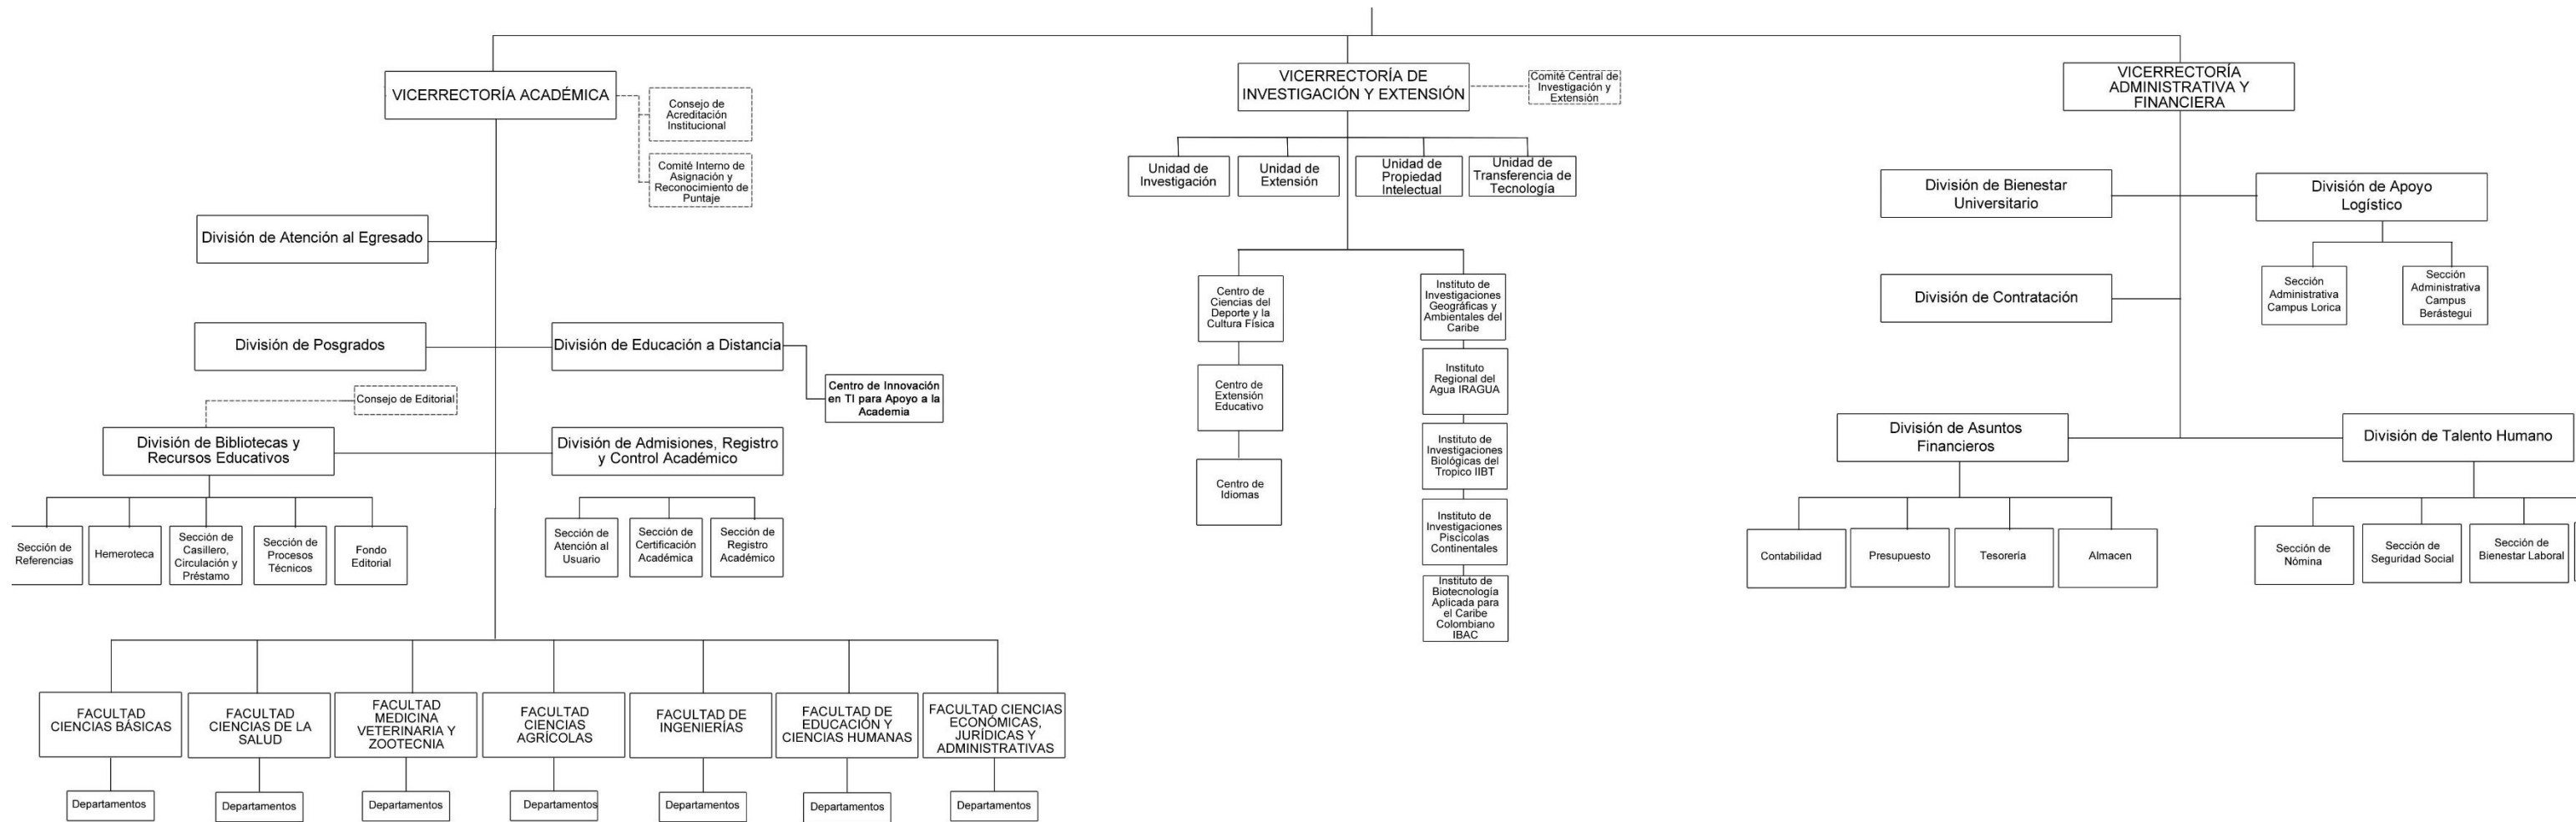 VICERRECTORÍA ACADÉMICA
Consejo de
Acreditación
Institucional
Comité Interno de
Asignación y
Reconocimiento de
Puntaje
División de Atención al Egresado
División de Posgrados
División de Educación a Distancia
Centro de Innovación
en TI para Apoyo a la
Academia
Consejo de Editorial
División de Bibliotecas y
Recursos Educativos
División de Admisiones, Registro
y Control Académico
Sección de
Referencias
Hemeroteca
Sección de
Casillero,
Circulación y
Préstamo
Sección de
Procesos
Técnicos
Fondo
Editorial
Sección de
Atención al
Usuario
Sección de
Certificación
Académica
Sección de
Registro
Académico
FACULTAD
CIENCIAS BÁSICAS
FACULTAD
CIENCIAS DE LA
SALUD
FACULTAD
MEDICINA
VETERINARIA Y
ZOOTECNIA
FACULTAD
CIENCIAS
AGRÍCOLAS
FACULTAD DE
INGENIERÍAS
FACULTAD DE
EDUCACIÓN Y
CIENCIAS HUMANAS
FACULTAD CIENCIAS
ECONÓMICAS,
JURÍDICAS Y
ADMINISTRATIVAS
Departamentos
Departamentos
Departamentos
Departamentos
Departamentos
Departamentos
Departamentos
VICERRECTORÍA DE
INVESTIGACIÓN Y EXTENSIÓN
Comité Central de
Investigación y
Extensión
Unidad de
Investigación
Unidad de
Extensión
Unidad de
Propiedad
Intelectual
Unidad de
Transferencia de
Tecnología
Centro de
Ciencias del
Deporte y la
Cultura Física
Centro de
Extensión
Educativo
Centro de
Idiomas
Instituto de
Investigaciones
Geográficas y
Ambientales del
Caribe
Instituto
Regional del
Agua IRAGUA
Instituto de
Investigaciones
Biológicas del
Tropico IIBT
Instituto de
Investigaciones
Piscícolas
Continentales
Instituto de
Biotecnología
Aplicada para
el Caribe
Colombiano
IBAC
VICERRECTORÍA
ADMINISTRATIVA Y
FINANCIERA
División de Bienestar
Universitario
División de Apoyo
Logístico
Sección
Administrativa
Campus Lorica
Sección
Administrativa
Campus
Berástegui
División de Contratación
División de Asuntos
Financieros
División de Talento Humano
Contabilidad
Presupuesto
Tesorería
Almacen
Sección de
Nómina
Sección de
Seguridad Social
Sección de
Bienestar Laboral